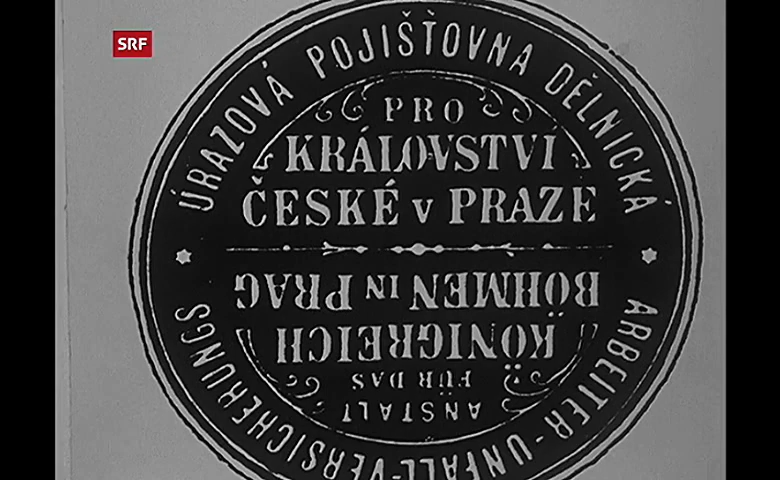 SRF
ÚRAZOVÁ POJIŠŤOVNA DĚLNICKÁ
PRO
KRÁLOVSTVÍ
ČESKÉ V PRAZE
ARBEITER-UNFALL-VERSICHERUNGS
ANSTALT
FÜR DAS
KÖNIGREICH
BÖHMEN IN PRAG